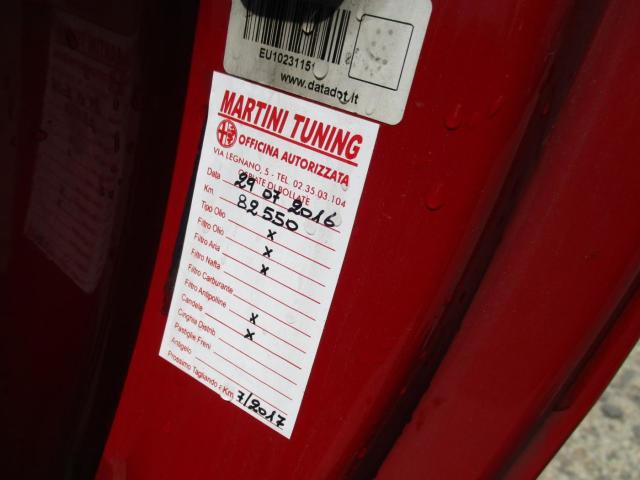 EU10231151
www.datadot.it
MARTINI TUNING
OFFICINA AUTORIZZATA
VIA LEGNANO, 5 - TEL. 02 35.03.104
DI BOLLATE
Data 29 07 2016
Km. 82550
Tipo Olio
Filtro Olio x
Filtro Aria x
Filtro Nafta x
Filtro Carburante
Filtro Antipolline
Candele x
Cinghia Distrib. x
Pastiglie Freni
Antigelo
Prossimo Tagliando a Km. 7/2017